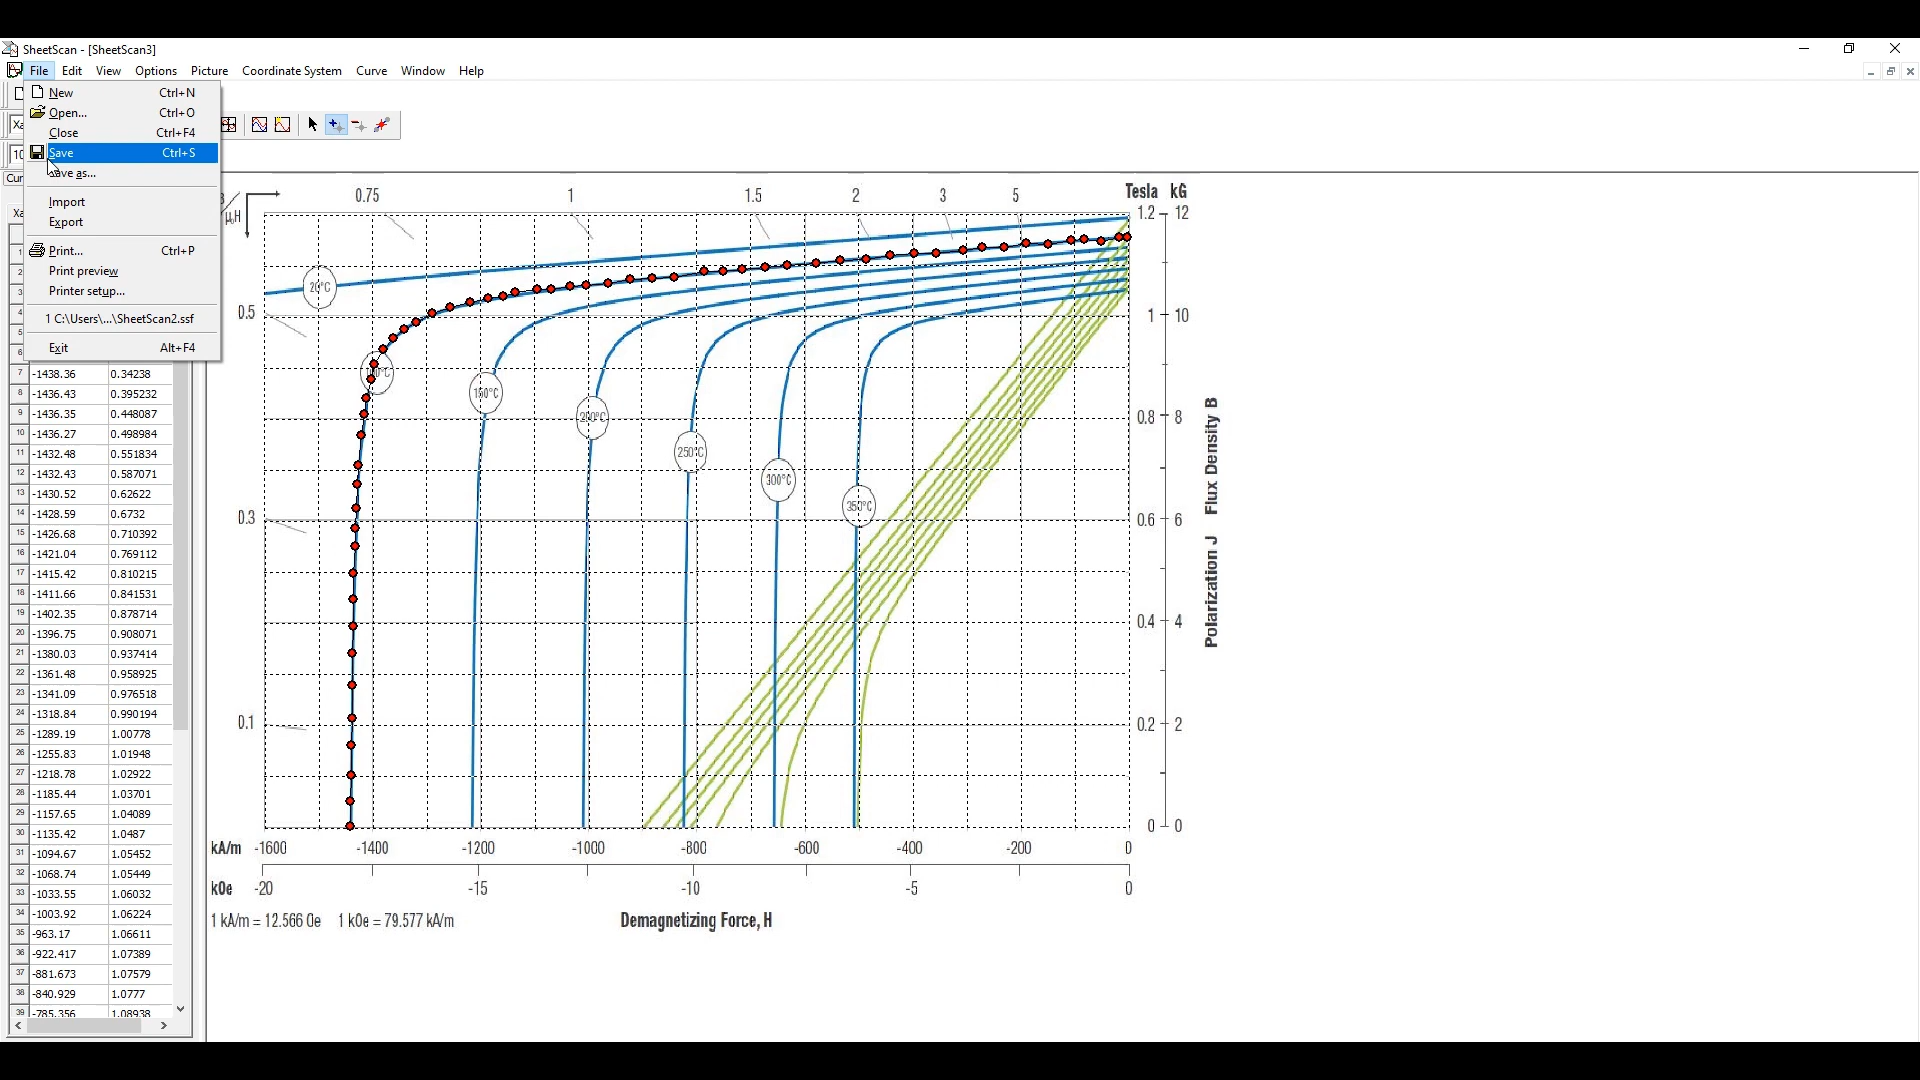 SheetScan - [SheetScan3]
File Edit View Options Picture Coordinate System Curve Window Help
New Ctrl+N
Open... Ctrl+O
Close Ctrl+F4
Save Ctrl+S
as...
Import
Export
Print... Ctrl+P
Print preview
Printer setup...
1 C:\Users\...\SheetScan2.ssf
Exit Alt+F4
7 -1438.36 0.34238
8 -1436.43 0.395232
9 -1436.35 0.448087
10 -1436.27 0.498984
11 -1432.48 0.551834
12 -1432.43 0.587071
13 -1430.52 0.62622
14 -1428.59 0.6732
15 -1426.68 0.710392
16 -1421.04 0.769112
17 -1415.42 0.810215
18 -1411.66 0.841531
19 -1402.35 0.878714
20 -1396.75 0.908071
21 -1380.03 0.937414
22 -1361.48 0.958925
23 -1341.09 0.976518
24 -1318.84 0.990194
25 -1289.19 1.00778
26 -1255.83 1.01948
27 -1218.78 1.02922
28 -1185.44 1.03701
29 -1157.65 1.04089
30 -1135.42 1.0487
31 -1094.67 1.05452
32 -1068.74 1.05449
33 -1033.55 1.06032
34 -1003.92 1.06224
35 -963.17 1.06611
36 -922.417 1.07389
37 -881.673 1.07579
38 -840.929 1.0777
39 -785.356 1.08938
0.75 1 1.5 2 3 5
Tesla kG
μ₀H
1.2 12
20°C
0.5
1 10
150°C
200°C
0.8 8
250°C
300°C
350°C
0.3
0.6 6
0.4 4
0.1
0.2 2
0 0
Polarization J Flux Density B
kA/m -1600 -1400 -1200 -1000 -800 -600 -400 -200 0
kOe -20 -15 -10 -5 0
1 kA/m = 12.566 Oe 1 kOe = 79.577 kA/m
Demagnetizing Force, H